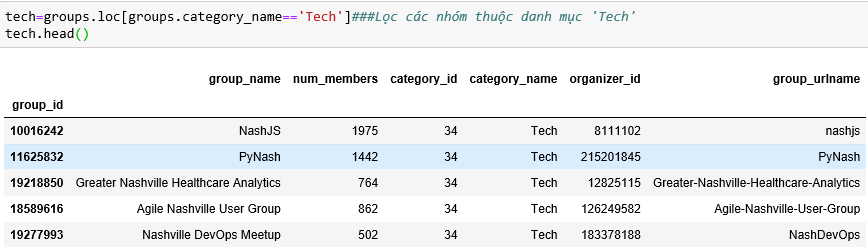 tech=groups.loc[groups.category_name=='Tech']###Lọc các nhóm thuộc danh mục 'Tech'
tech.head()
group_name num_members category_id category_name organizer_id group_urlname
group_id
10016242 NashJS 1975 34 Tech 8111102 nashjs
11625832 PyNash 1442 34 Tech 215201845 PyNash
19218850 Greater Nashville Healthcare Analytics 764 34 Tech 12825115 Greater-Nashville-Healthcare-Analytics
18589616 Agile Nashville User Group 862 34 Tech 126249582 Agile-Nashville-User-Group
19277993 Nashville DevOps Meetup 502 34 Tech 183378188 NashDevOps